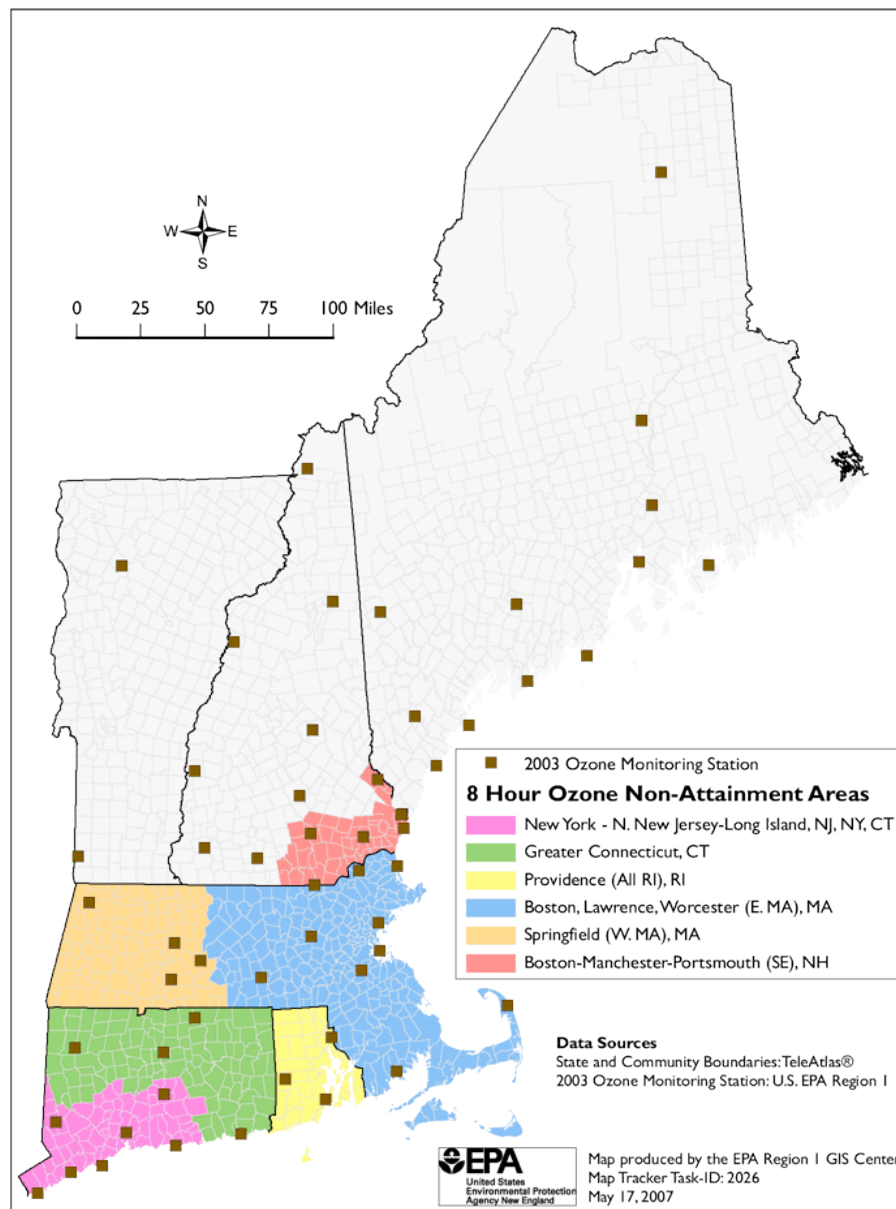 N
W E
S
0 25 50 75 100 Miles
2003 Ozone Monitoring Station
8 Hour Ozone Non-Attainment Areas
New York - N. New Jersey-Long Island, NJ, NY, CT
Greater Connecticut, CT
Providence (All RI), RI
Boston, Lawrence, Worcester (E. MA), MA
Springfield (W. MA), MA
Boston-Manchester-Portsmouth (SE), NH
Data Sources
State and Community Boundaries: TeleAtlas®
2003 Ozone Monitoring Station: U.S. EPA Region 1
EPA
United States
Environmental Protection
Agency New England
Map produced by the EPA Region 1 GIS Center
Map Tracker Task-ID: 2026
May 17, 2007